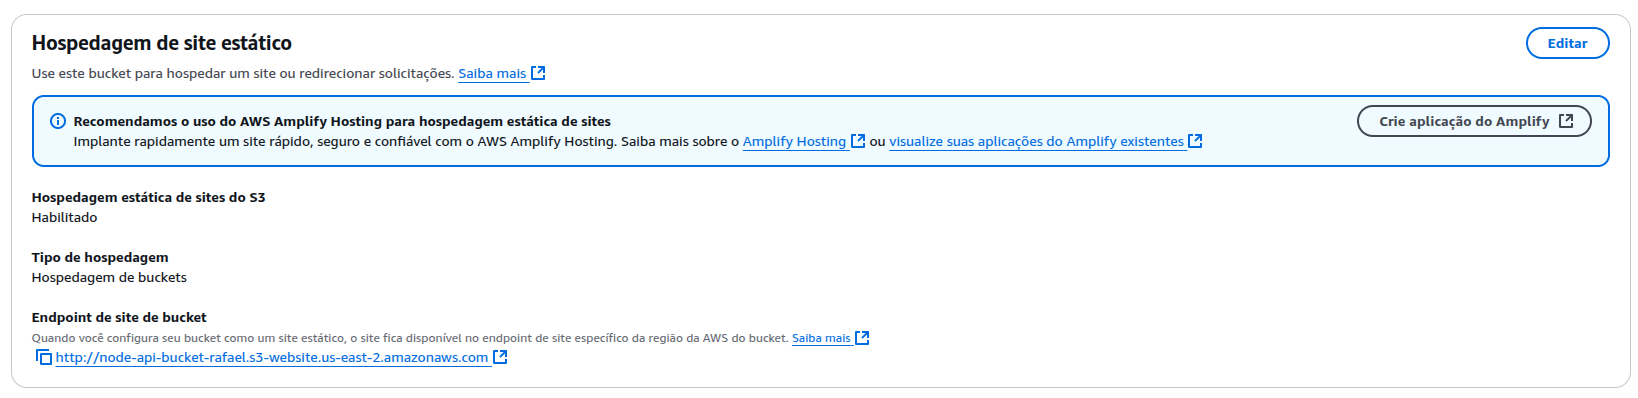 Hospedagem de site estático
Editar
Use este bucket para hospedar um site ou redirecionar solicitações. Saiba mais
Recomendamos o uso do AWS Amplify Hosting para hospedagem estática de sites
Crie aplicação do Amplify
Implante rapidamente um site rápido, seguro e confiável com o AWS Amplify Hosting. Saiba mais sobre o Amplify Hosting ou visualize suas aplicações do Amplify existentes
Hospedagem estática de sites do S3
Habilitado
Tipo de hospedagem
Hospedagem de buckets
Endpoint de site de bucket
Quando você configura seu bucket como um site estático, o site fica disponível no endpoint de site específico da região da AWS do bucket. Saiba mais
http://node-api-bucket-rafael.s3-website.us-east-2.amazonaws.com